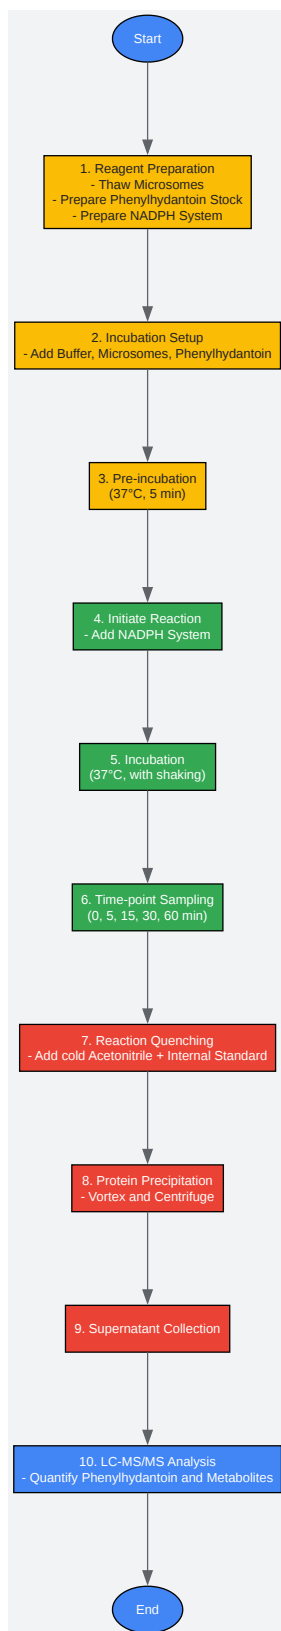 Start
1. Reagent Preparation
- Thaw Microsomes
- Prepare Phenylhydantoin Stock
- Prepare NADPH System
2. Incubation Setup
- Add Buffer, Microsomes, Phenylhydantoin
3. Pre-incubation
(37°C, 5 min)
4. Initiate Reaction
- Add NADPH System
5. Incubation
(37°C, with shaking)
6. Time-point Sampling
(0, 5, 15, 30, 60 min)
7. Reaction Quenching
- Add cold Acetonitrile + Internal Standard
8. Protein Precipitation
- Vortex and Centrifuge
9. Supernatant Collection
10. LC-MS/MS Analysis
- Quantify Phenylhydantoin and Metabolites
End